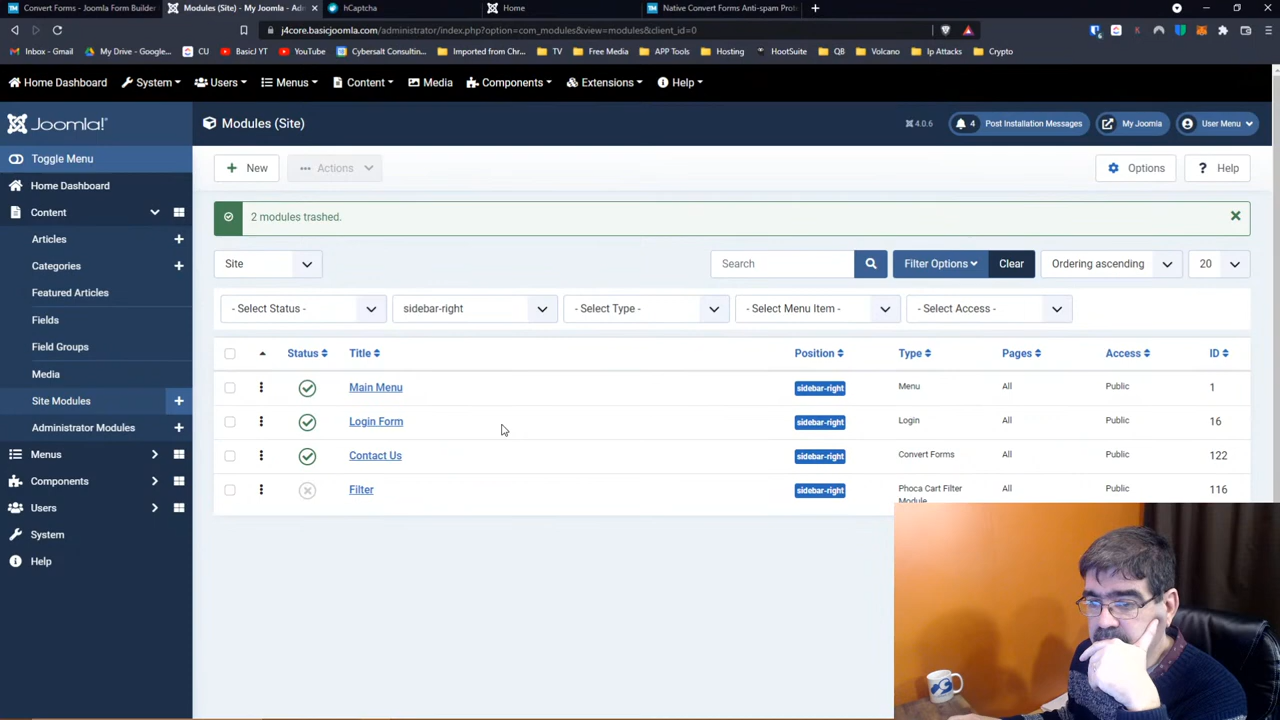 Convert Forms - Joomla Form Builder
Modules (Site) - My Joomla - Adm
hCaptcha
Home
Native Convert Forms Anti-spam Prot
j4core.basicjoomla.com/administrator/index.php?option=com_modules&view=modules&client_id=0
Inbox - Gmail
My Drive - Google...
CU
BasicJ YT
YouTube
Cybersalt Consulting...
Imported from Chr...
TV
Free Media
APP Tools
Hosting
HootSuite
QB
Volcano
Ip Attacks
Crypto
Home Dashboard
System
Users
Menus
Content
Media
Components
Extensions
Help
Joomla!
Modules (Site)
4.0.6
4
Post Installation Messages
My Joomla
User Menu
Toggle Menu
New
Actions
Options
Help
Home Dashboard
Content
2 modules trashed.
Articles
Categories
Site
Search
Filter Options
Clear
Ordering ascending
20
Featured Articles
- Select Status -
sidebar-right
- Select Type -
- Select Menu Item -
- Select Access -
Fields
Field Groups
Status
Title
Position
Type
Pages
Access
ID
Media
Main Menu
sidebar-right
Menu
All
Public
1
Site Modules
Login Form
sidebar-right
Login
All
Public
16
Administrator Modules
Menus
Contact Us
sidebar-right
Convert Forms
All
Public
122
Components
Filter
sidebar-right
Phoca Cart Filter
Module
All
Public
116
Users
System
Help